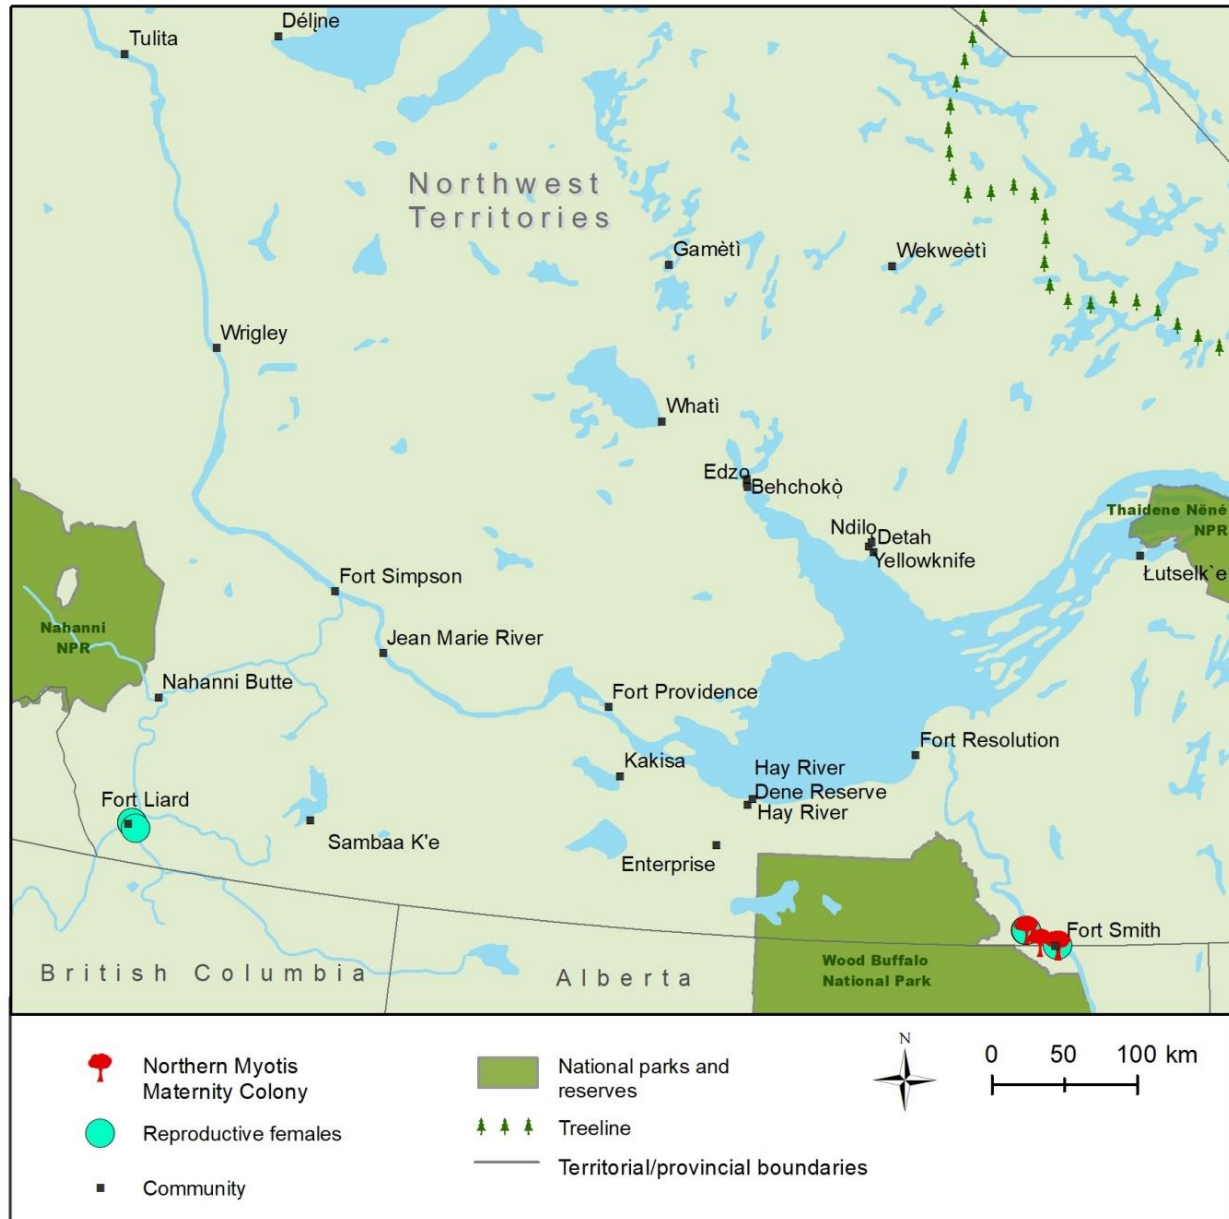 Délįne
Tulita
Northwest
Territories
Gamètì
Wekweètì
Wrigley
Whatì
Edzo
Behchokǫ̀
Thaidene Nëné
NPR
Ndilo
Detah
Yellowknife
Łutselk`e
Fort Simpson
Nahanni
NPR
Jean Marie River
Nahanni Butte
Fort Providence
Fort Resolution
Kakisa
Hay River
Dene Reserve
Hay River
Fort Liard
Sambaa K'e
Enterprise
Fort Smith
British Columbia
Alberta
Wood Buffalo
National Park
Northern Myotis
Maternity Colony
Reproductive females
Community
National parks and
reserves
Treeline
Territorial/provincial boundaries
N
0 50 100 km